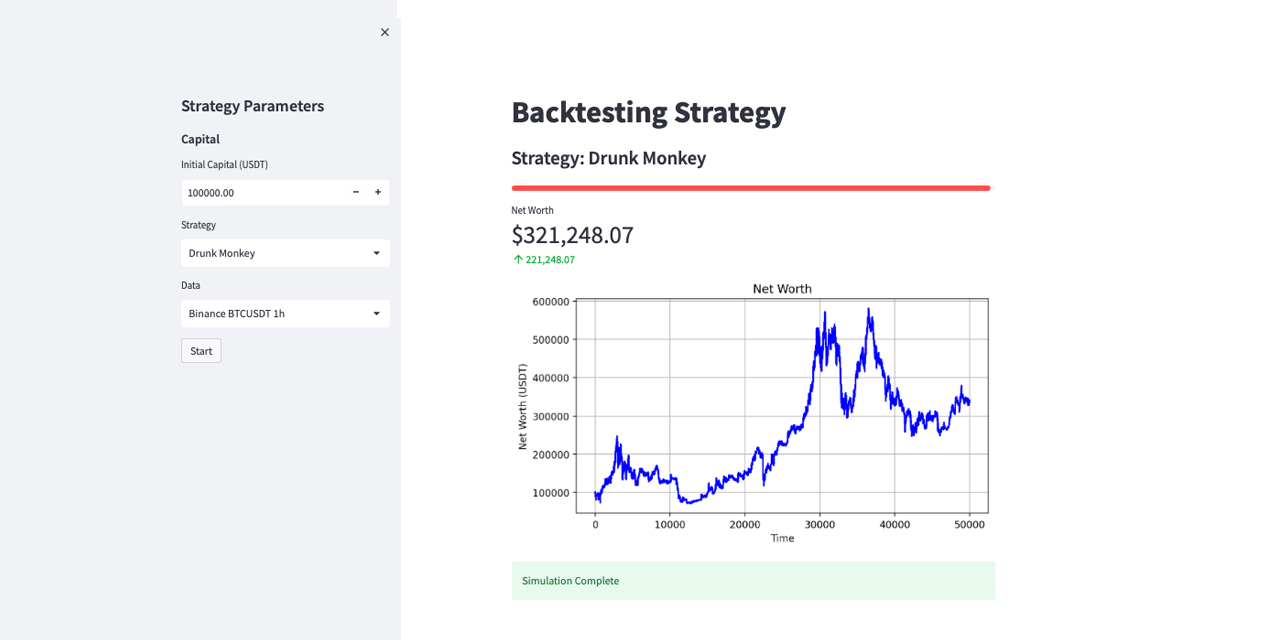 ×
Strategy Parameters
Capital
Initial Capital (USDT)
100000.00 − +
Strategy
Drunk Monkey
Data
Binance BTCUSDT 1h
Start
Backtesting Strategy
Strategy: Drunk Monkey
Net Worth
$321,248.07
↑ 221,248.07
Net Worth
600000
500000
400000
300000
200000
100000
Net Worth (USDT)
0 10000 20000 30000 40000 50000
Time
Simulation Complete